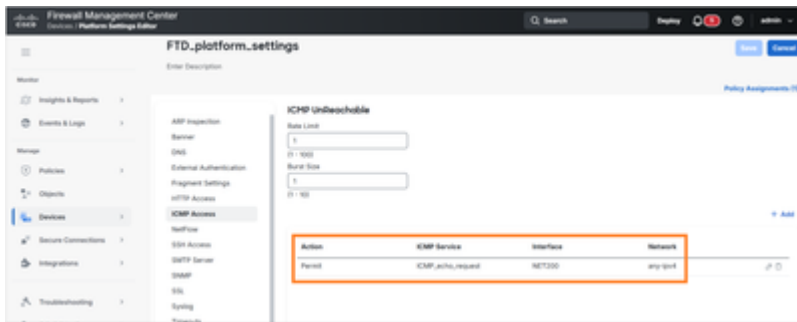 CISCO
Firewall Management Center
Devices / Platform Settings Editor
Search
Deploy
admin
FTD_platform_settings
Enter Description
Save
Cancel
Policy Assignments (1)
Monitor
Insights & Reports
Events & Logs
Manage
Policies
Objects
Devices
Secure Connections
Integrations
Troubleshooting
ARP Inspection
Banner
DNS
External Authentication
Fragment Settings
HTTP Access
ICMP Access
NetFlow
SSH Access
SMTP Server
SNMP
SSL
Syslog
Timeouts
ICMP UnReachable
Rate Limit
1
(1 - 100)
Burst Size
1
(1 - 10)
+ Add
Action ICMP Service Interface Network
Permit ICMP_echo_request NET200 any-ipv4